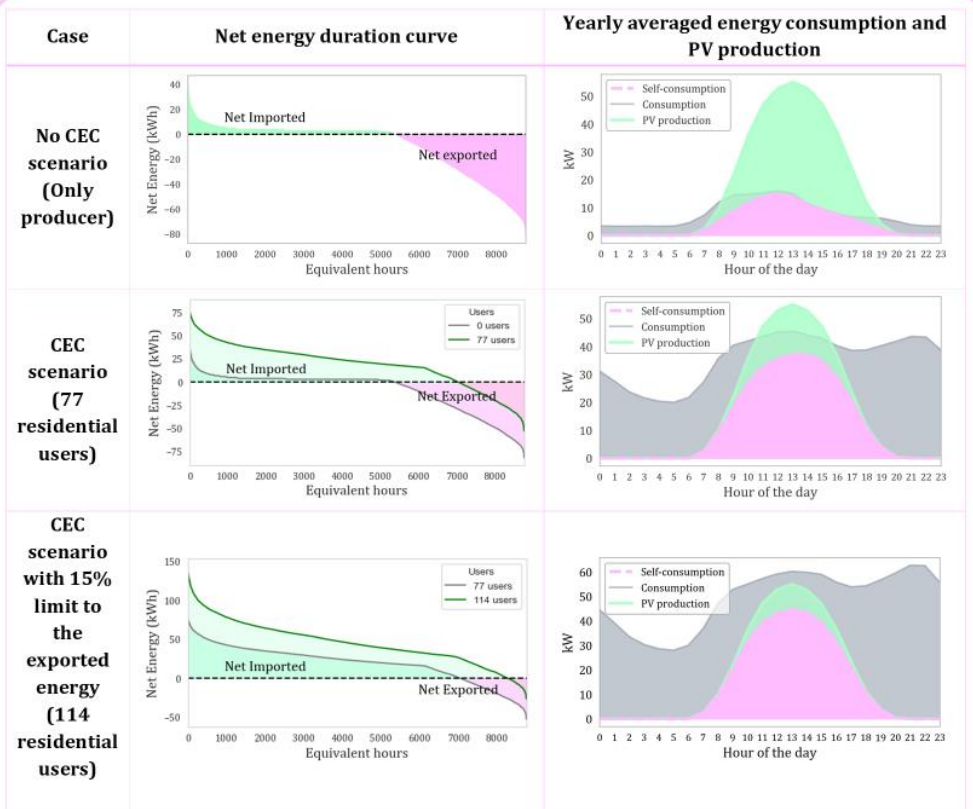 Case
Net energy duration curve
Yearly averaged energy consumption and
PV production
No CEC
scenario
(Only
producer)
Net Energy (kWh)
40
20
0
−20
−40
−60
−80
Net Imported
Net exported
0 1000 2000 3000 4000 5000 6000 7000 8000
Equivalent hours
kW
50
40
30
20
10
0
Self-consumption
Consumption
PV production
0 1 2 3 4 5 6 7 8 9 10 11 12 13 14 15 16 17 18 19 20 21 22 23
Hour of the day
CEC
scenario
(77
residential
users)
Net Energy (kWh)
75
50
25
0
−25
−50
−75
Users
0 users
77 users
Net Imported
Net Exported
0 1000 2000 3000 4000 5000 6000 7000 8000
Equivalent hours
kW
50
40
30
20
10
0
Self-consumption
Consumption
PV production
0 1 2 3 4 5 6 7 8 9 10 11 12 13 14 15 16 17 18 19 20 21 22 23
Hour of the day
CEC
scenario
with 15%
limit to
the
exported
energy
(114
residential
users)
Net Energy (kWh)
150
100
50
0
−50
Users
77 users
114 users
Net Imported
Net Exported
0 1000 2000 3000 4000 5000 6000 7000 8000
Equivalent hours
kW
60
50
40
30
20
10
0
Self-consumption
Consumption
PV production
0 1 2 3 4 5 6 7 8 9 10 11 12 13 14 15 16 17 18 19 20 21 22 23
Hour of the day